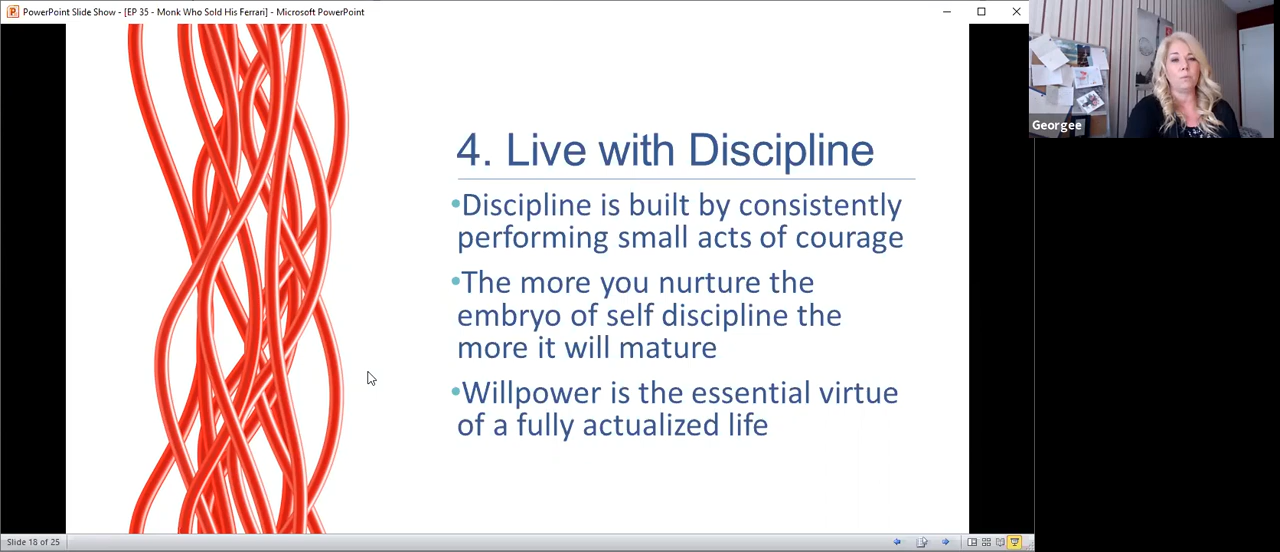 PowerPoint Slide Show - [EP 35 - Monk Who Sold His Ferrari] - Microsoft PowerPoint
Georgee
4. Live with Discipline
•Discipline is built by consistently
performing small acts of courage
•The more you nurture the
embryo of self discipline the
more it will mature
•Willpower is the essential virtue
of a fully actualized life
Slide 18 of 25